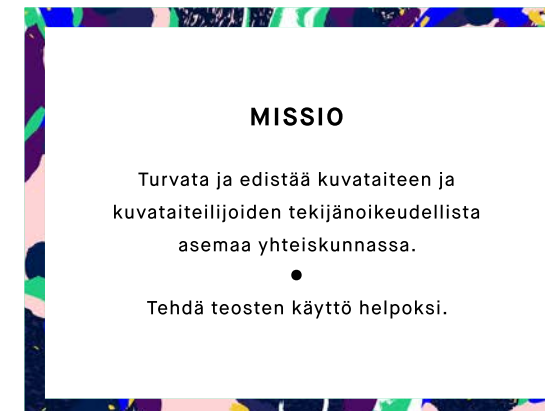 MISSIO
Turvata ja edistää kuvataiteen ja
kuvataiteilijoiden tekijänoikeudellista
asemaa yhteiskunnassa.
•
Tehdä teosten käyttö helpoksi.